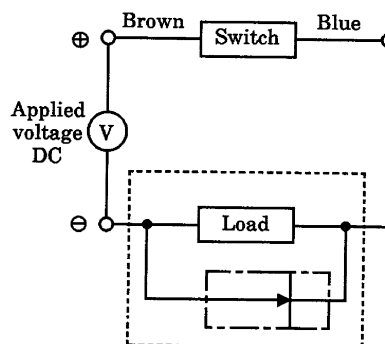 Brown
Switch
Blue
⊕
Applied
voltage
DC
V
⊖
Load